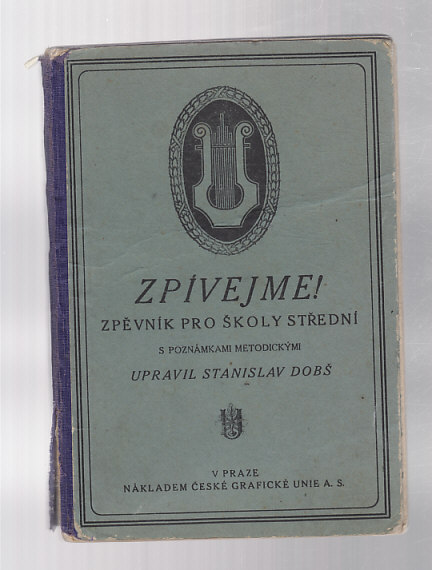 ZPÍVEJME!
ZPĚVNÍK PRO ŠKOLY STŘEDNÍ
S POZNÁMKAMI METODICKÝMI
UPRAVIL STANISLAV DOBŠ
V PRAZE
NÁKLADEM ČESKÉ GRAFICKÉ UNIE A. S.